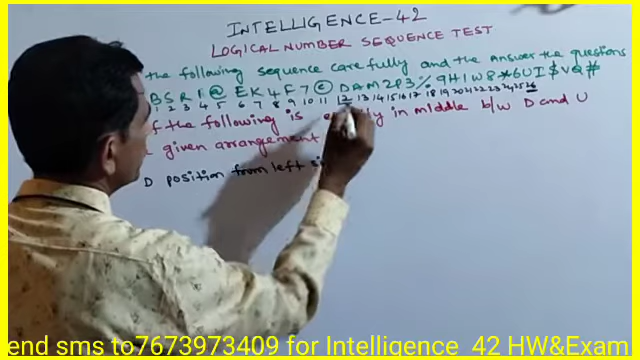 INTELLIGENCE-42
LOGICAL NUMBER SEQUENCE TEST
the following sequence carefully and the Answer the questions
B S R 1 @ E K 4 F 7 © D A M 2 P 3 % 9 H 1 W 8 * 6 U I $ V Q #
1 2 3 4 5 6 7 8 9 10 11 12 13 14 15 16 17 18 19 20 21 22 23 24 25 26
the following is in middle b/w D and U
given arrangement
D position from left
end sms to7673973409 for Intelligence 42 HW&Exam